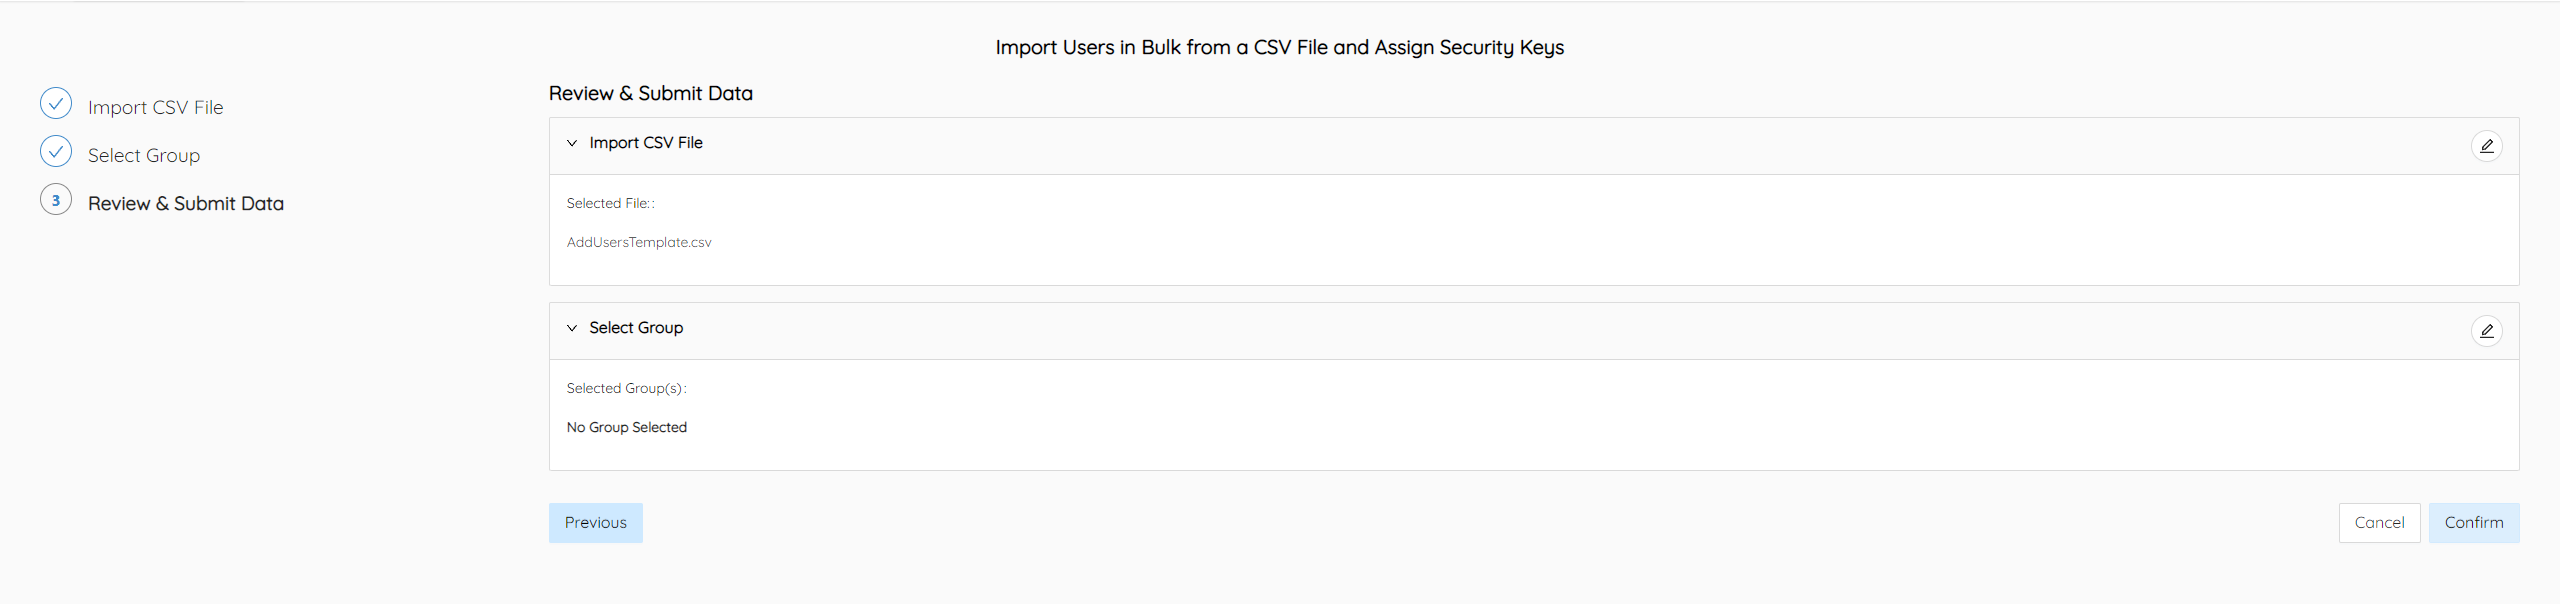 Import Users in Bulk from a CSV File and Assign Security Keys
Import CSV File
Select Group
3 Review & Submit Data
Review & Submit Data
Import CSV File
Selected File: :
AddUsersTemplate.csv
Select Group
Selected Group(s) :
No Group Selected
Previous
Cancel
Confirm